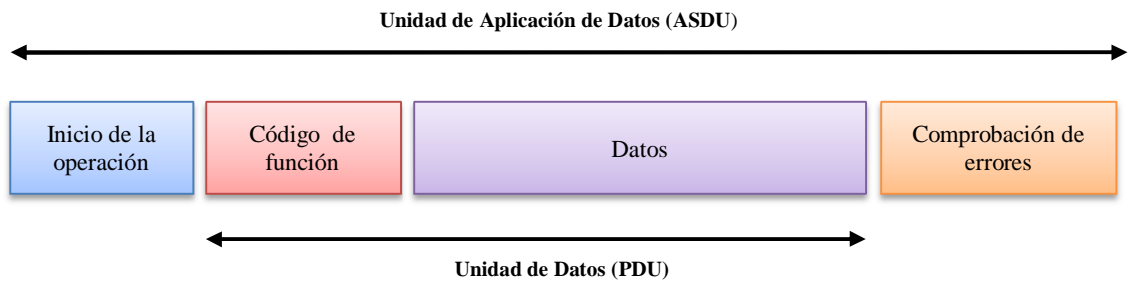 Unidad de Aplicación de Datos (ASDU)
Inicio de la
operación
Código de
función
Datos
Comprobación de
errores
Unidad de Datos (PDU)